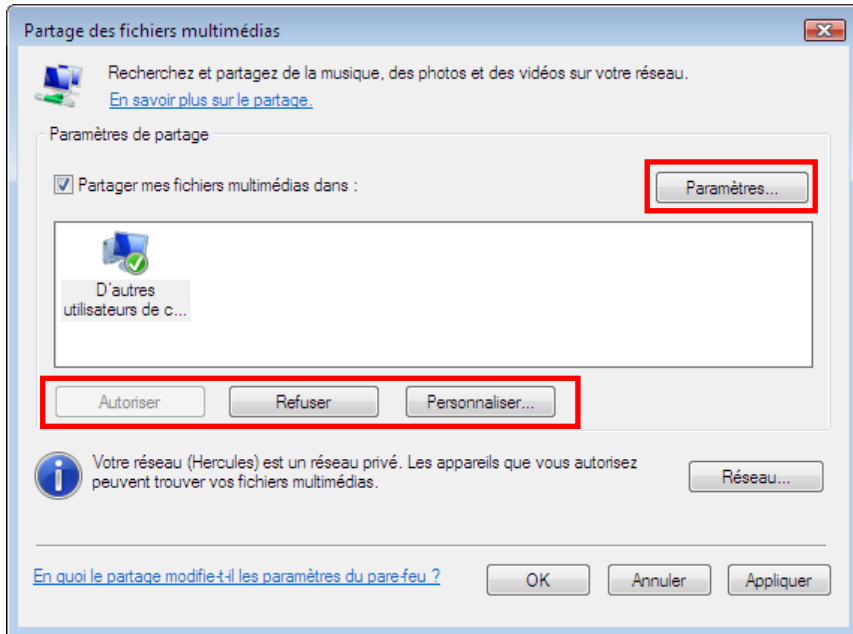 Partage des fichiers multimédias
Recherchez et partagez de la musique, des photos et des vidéos sur votre réseau.
En savoir plus sur le partage.
Paramètres de partage
Partager mes fichiers multimédias dans :
Paramètres...
D'autres
utilisateurs de c...
Autoriser
Refuser
Personnaliser...
Votre réseau (Hercules) est un réseau privé. Les appareils que vous autorisez
peuvent trouver vos fichiers multimédias.
Réseau...
En quoi le partage modifie-t-il les paramètres du pare-feu ?
OK
Annuler
Appliquer